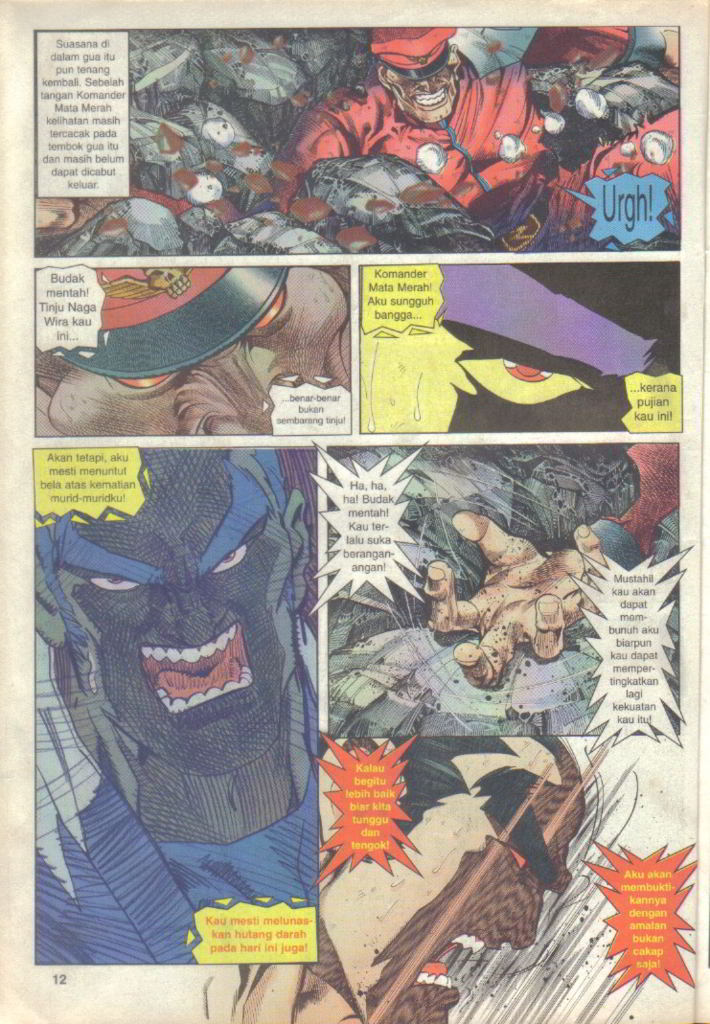 Suasana di
dalam gua itu
pun tenang
kembali. Sebelah
tangan Komander
Mata Merah
kelihatan masih
tercacak pada
tembok gua itu
dan masih belum
dapat dicabut
keluar.
Urgh!
Budak
mentah!
Tinju Naga
Wira kau
ini...
...benar-benar
bukan
sembarang tinju!
Komander
Mata Merah!
Aku sungguh
bangga...
...kerana
pujian
kau ini!
Akan tetapi, aku
mesti menuntut
bela atas kematian
murid-muridku!
Kau mesti melunas-
kan hutang darah
pada hari ini juga!
Ha, ha,
ha! Budak
mentah!
Kau ter-
lalu suka
berangan-
angan!
Mustahil
kau akan
dapat
mem-
bunuh aku
biarpun
kau dapat
memper-
tingkatkan
lagi
kekuatan
kau itu!
Kalau
begitu
lebih baik
biar kita
tunggu
dan
tengok!
Aku akan
membukti-
kannya
dengan
amalan
bukan
cakap
saja!
12